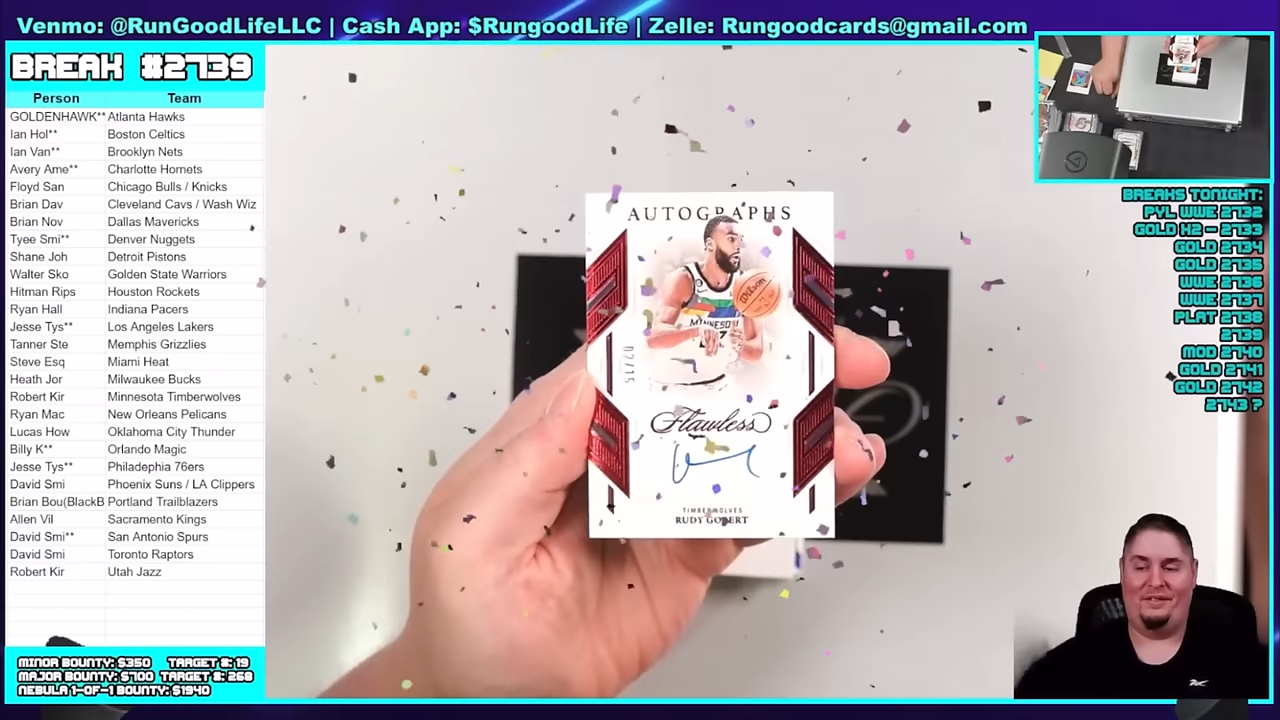 Venmo: @RunGoodLifeLLC | Cash App: $RungoodLife | Zelle: Rungoodcards@gmail.com
BREAK #2739
Person Team
GOLDENHAWK** Atlanta Hawks
Ian Hol** Boston Celtics
Ian Van** Brooklyn Nets
Avery Ame** Charlotte Hornets
Floyd San Chicago Bulls / Knicks
Brian Dav Cleveland Cavs / Wash Wiz
Brian Nov Dallas Mavericks
Tyee Smi** Denver Nuggets
Shane Joh Detroit Pistons
Walter Sko Golden State Warriors
Hitman Rips Houston Rockets
Ryan Hall Indiana Pacers
Jesse Tys** Los Angeles Lakers
Tanner Ste Memphis Grizzlies
Steve Esq Miami Heat
Heath Jor Milwaukee Bucks
Robert Kir Minnesota Timberwolves
Ryan Mac New Orleans Pelicans
Lucas How Oklahoma City Thunder
Billy K** Orlando Magic
Jesse Tys** Philadephia 76ers
David Smi Phoenix Suns / LA Clippers
Brian Bou(BlackB Portland Trailblazers
Allen Vil Sacramento Kings
David Smi** San Antonio Spurs
David Smi Toronto Raptors
Robert Kir Utah Jazz
MINOR BOUNTY: $350 TARGET #: 19
MAJOR BOUNTY: $700 TARGET #: 268
NEBULA 1-OF-1 BOUNTY: $1940
AUTOGRAPHS
02/15
Flawless
TIMBERWOLVES
RUDY GOBERT
BREAKS TONIGHT:
PYL WWE 2732
GOLD X2 - 2733
GOLD 2734
GOLD 2735
WWE 2736
WWE 2737
PLAT 2738
2739
MOD 2740
GOLD 2741
GOLD 2742
2743 ?